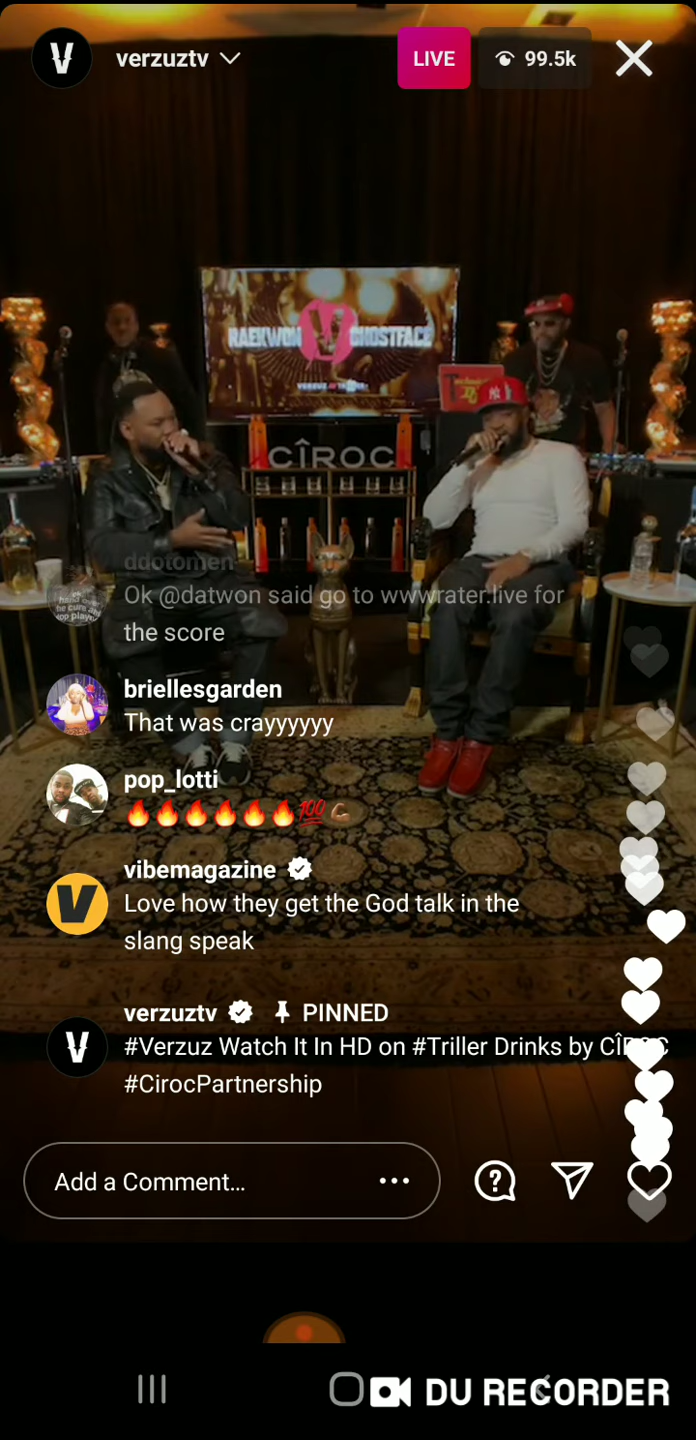 verzuztv
LIVE
99.5k
RAEKWON V GHOSTFACE
CÎROC
ddotomen
Ok @datwon said go to wwwrater.live for
the score
briellesgarden
That was crayyyyyy
pop_lotti
🔥🔥🔥🔥🔥🔥💯💪🏽
vibemagazine
Love how they get the God talk in the
slang speak
verzuztv PINNED
#Verzuz Watch It In HD on #Triller Drinks by CÎROC
#CirocPartnership
Add a Comment...
DU RECORDER